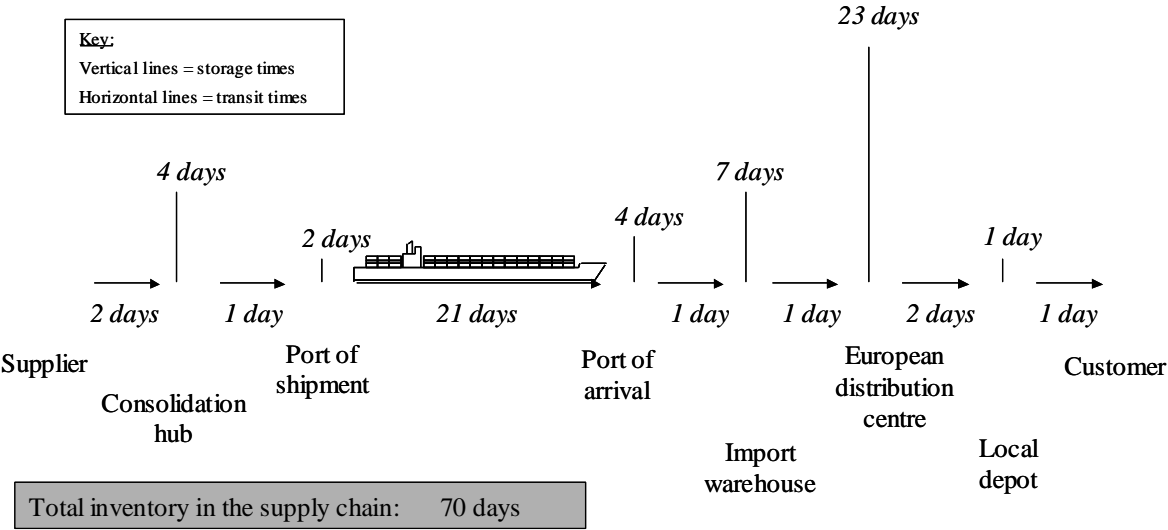 Key:
Vertical lines = storage times
Horizontal lines = transit times
23 days
4 days
7 days
2 days
4 days
1 day
2 days
1 day
21 days
1 day
1 day
2 days
1 day
Supplier
Consolidation
hub
Port of
shipment
Port of
arrival
Import
warehouse
European
distribution
centre
Local
depot
Customer
Total inventory in the supply chain: 70 days